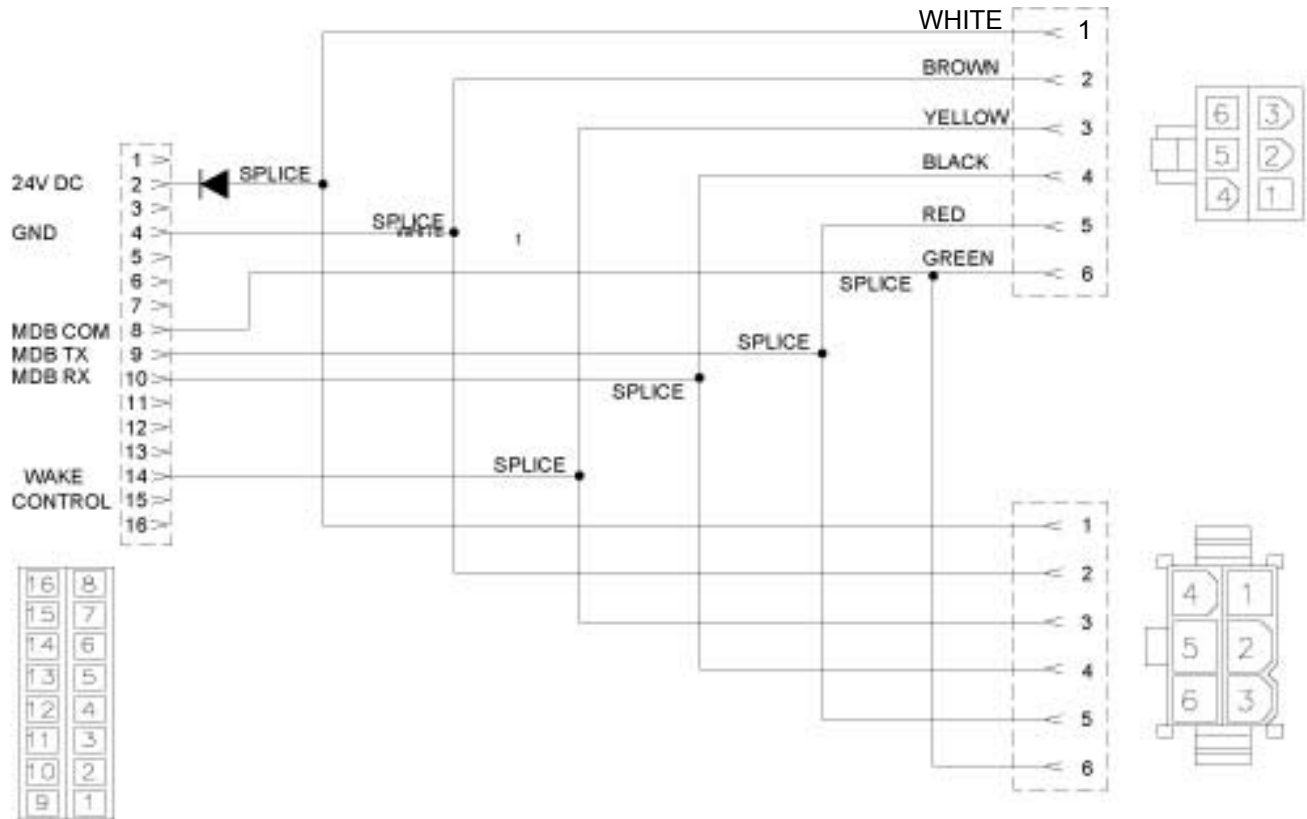 WHITE 1
BROWN 2
YELLOW 3
BLACK 4
RED 5
GREEN 6
SPLICE
1
24V DC 2 SPLICE
3
GND 4 SPLICE
WHITE 1
5
6
7
MDB COM 8
MDB TX 9 SPLICE
MDB RX 10 SPLICE
11
12
13
WAKE 14 SPLICE
CONTROL 15
16
1
2
3
4
5
6
6 3
5 2
4 1
16 8
15 7
14 6
13 5
12 4
11 3
10 2
9 1
4 1
5 2
6 3